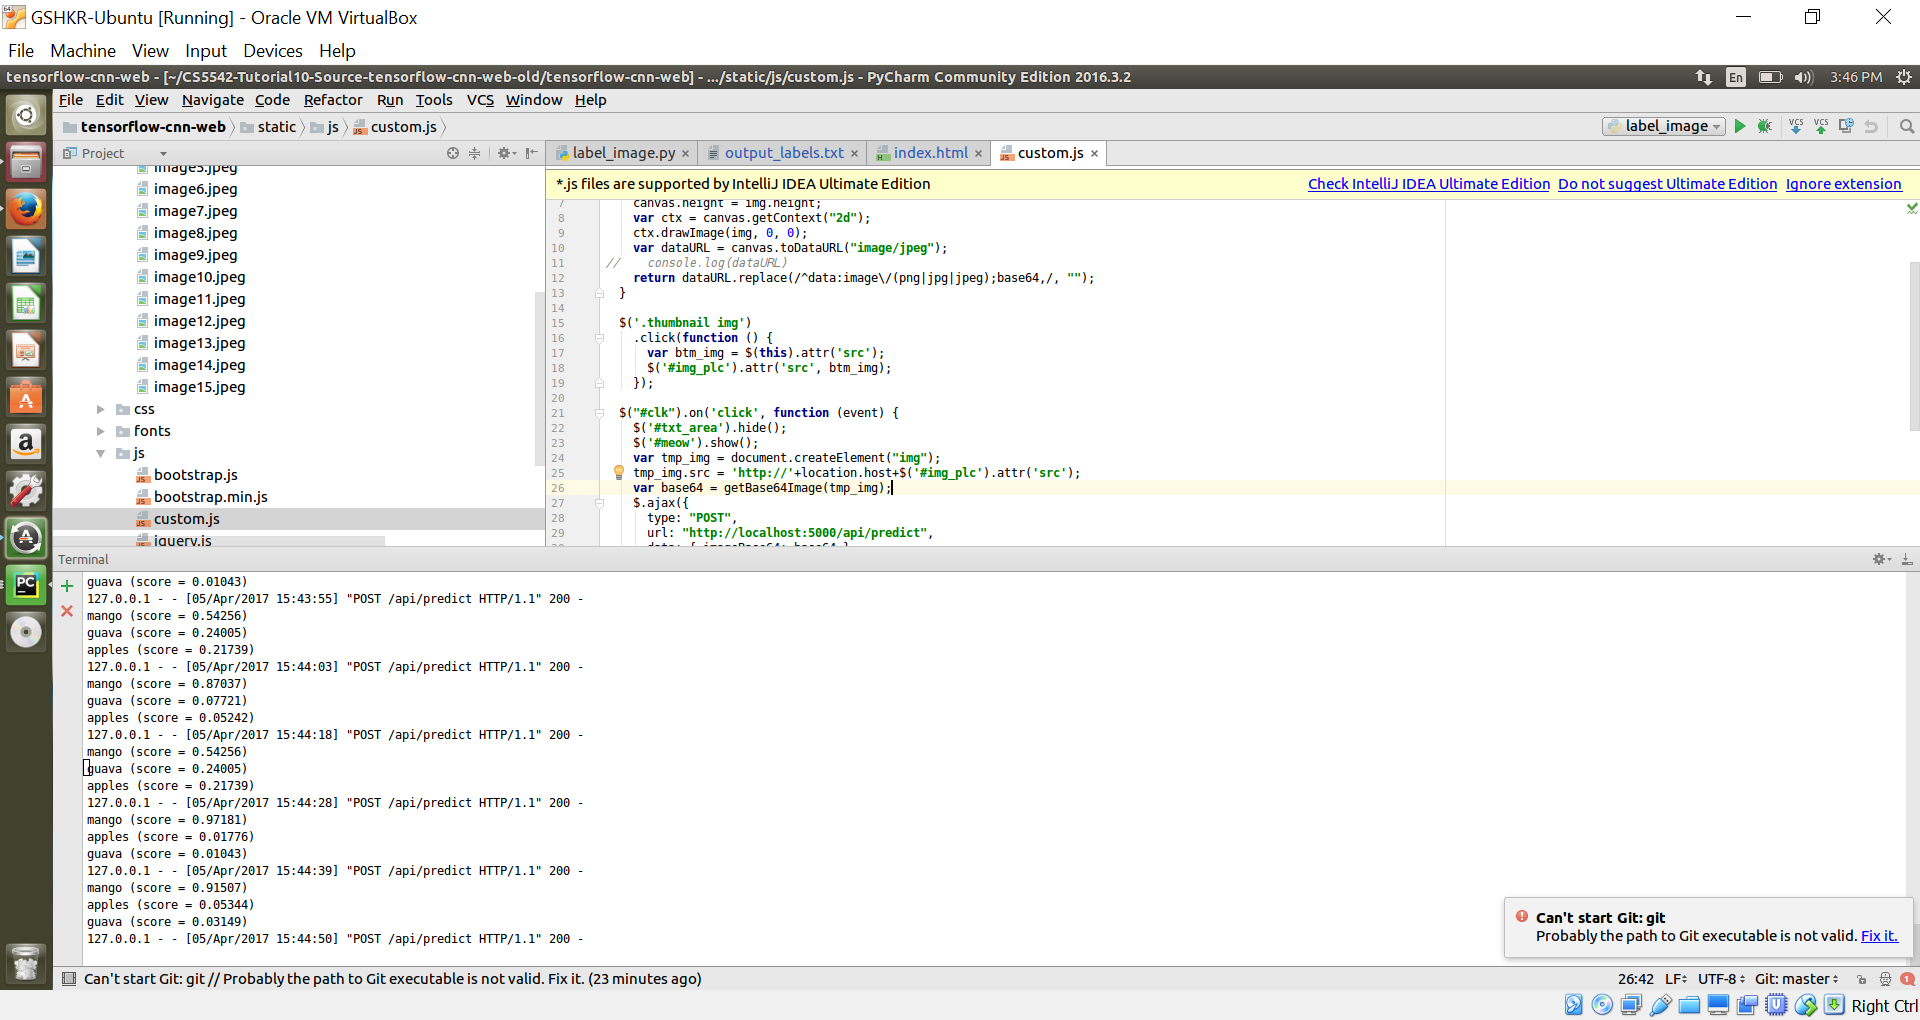 GSHKR-Ubuntu [Running] - Oracle VM VirtualBox
File Machine View Input Devices Help
tensorflow-cnn-web - [~/CS5542-Tutorial10-Source-tensorflow-cnn-web-old/tensorflow-cnn-web] - .../static/js/custom.js - PyCharm Community Edition 2016.3.2
En 3:46 PM
File Edit View Navigate Code Refactor Run Tools VCS Window Help
tensorflow-cnn-web static js custom.js
label_image
VCS VCS
Project
label_image.py output_labels.txt index.html custom.js
*.js files are supported by IntelliJ IDEA Ultimate Edition
Check IntelliJ IDEA Ultimate Edition Do not suggest Ultimate Edition Ignore extension
image5.jpeg
image6.jpeg
image7.jpeg
image8.jpeg
image9.jpeg
image10.jpeg
image11.jpeg
image12.jpeg
image13.jpeg
image14.jpeg
image15.jpeg
css
fonts
js
bootstrap.js
bootstrap.min.js
custom.js
jquery.js
7 canvas.height = img.height;
8 var ctx = canvas.getContext("2d");
9 ctx.drawImage(img, 0, 0);
10 var dataURL = canvas.toDataURL("image/jpeg");
11 // console.log(dataURL)
12 return dataURL.replace(/^data:image\/(png|jpg|jpeg);base64,/, "");
13 }
14
15 $('.thumbnail img')
16 .click(function () {
17 var btm_img = $(this).attr('src');
18 $('#img_plc').attr('src', btm_img);
19 });
20
21 $("#clk").on('click', function (event) {
22 $('#txt_area').hide();
23 $('#meow').show();
24 var tmp_img = document.createElement("img");
25 tmp_img.src = 'http://'+location.host+$('#img_plc').attr('src');
26 var base64 = getBase64Image(tmp_img);
27 $.ajax({
28 type: "POST",
29 url: "http://localhost:5000/api/predict",
Terminal
guava (score = 0.01043)
127.0.0.1 - - [05/Apr/2017 15:43:55] "POST /api/predict HTTP/1.1" 200 -
mango (score = 0.54256)
guava (score = 0.24005)
apples (score = 0.21739)
127.0.0.1 - - [05/Apr/2017 15:44:03] "POST /api/predict HTTP/1.1" 200 -
mango (score = 0.87037)
guava (score = 0.07721)
apples (score = 0.05242)
127.0.0.1 - - [05/Apr/2017 15:44:18] "POST /api/predict HTTP/1.1" 200 -
mango (score = 0.54256)
guava (score = 0.24005)
apples (score = 0.21739)
127.0.0.1 - - [05/Apr/2017 15:44:28] "POST /api/predict HTTP/1.1" 200 -
mango (score = 0.97181)
apples (score = 0.01776)
guava (score = 0.01043)
127.0.0.1 - - [05/Apr/2017 15:44:39] "POST /api/predict HTTP/1.1" 200 -
mango (score = 0.91507)
apples (score = 0.05344)
guava (score = 0.03149)
127.0.0.1 - - [05/Apr/2017 15:44:50] "POST /api/predict HTTP/1.1" 200 -
Can't start Git: git
Probably the path to Git executable is not valid. Fix it.
Can't start Git: git // Probably the path to Git executable is not valid. Fix it. (23 minutes ago)
26:42 LF UTF-8 Git: master 1
Right Ctrl